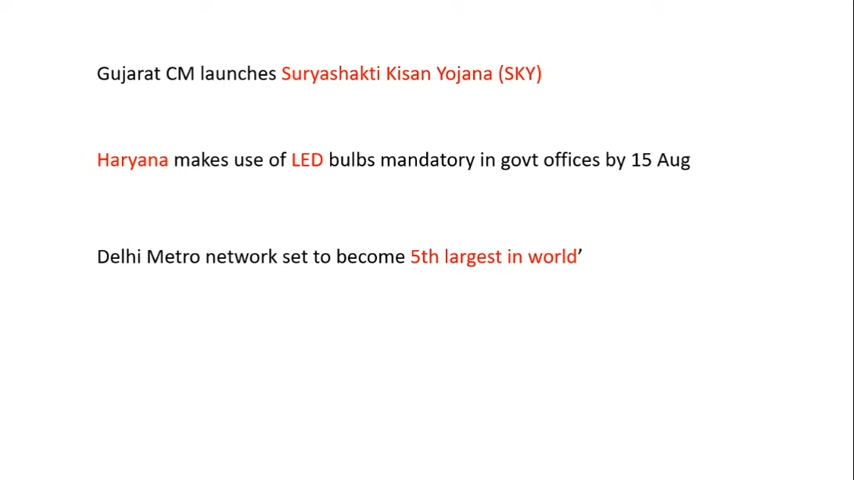 Gujarat CM launches Suryashakti Kisan Yojana (SKY)
Haryana makes use of LED bulbs mandatory in govt offices by 15 Aug
Delhi Metro network set to become 5th largest in world’